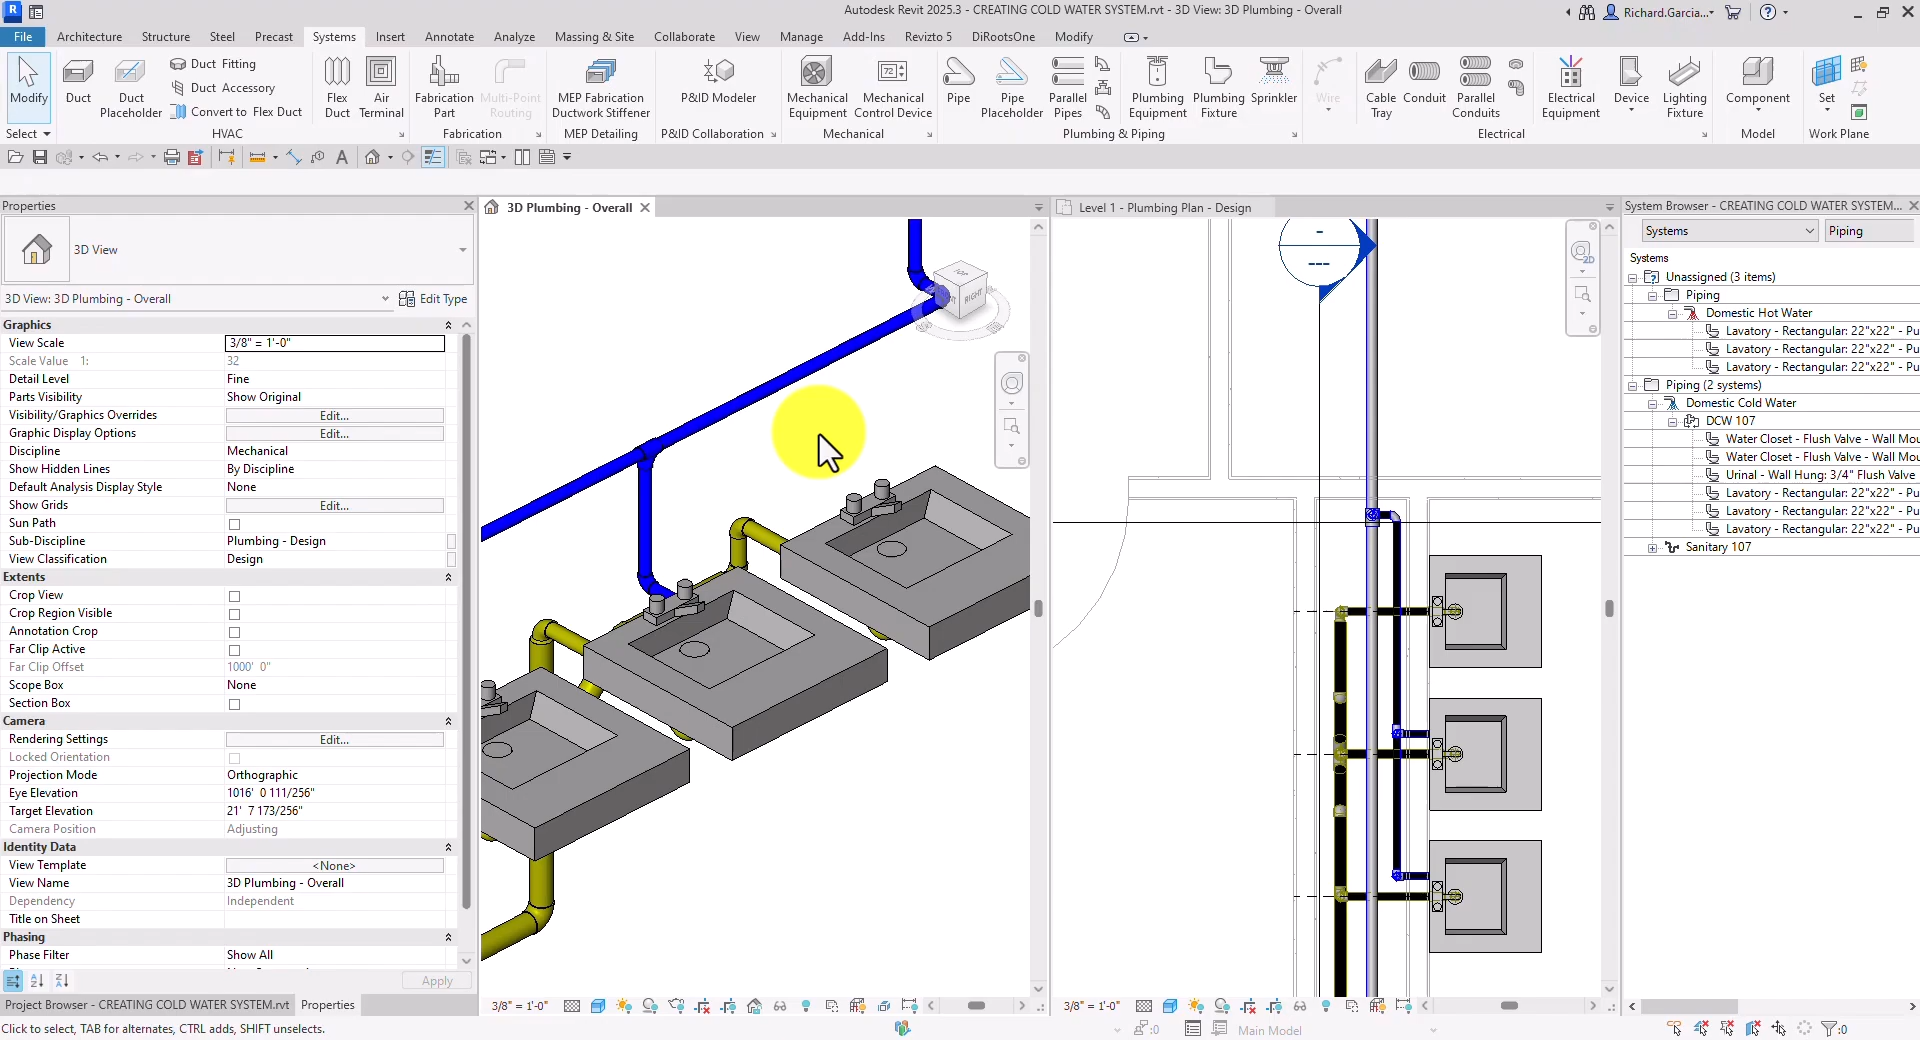 Autodesk Revit 2025.3 - CREATING COLD WATER SYSTEM.rvt - 3D View: 3D Plumbing - Overall
Richard.Garcia...
File Architecture Structure Steel Precast Systems Insert Annotate Analyze Massing & Site Collaborate View Manage Add-Ins Revizto 5 DiRootsOne Modify
Modify
Duct
Duct Placeholder
Duct Fitting
Duct Accessory
Convert to Flex Duct
Flex Duct
Air Terminal
Fabrication Part
Multi-Point Routing
MEP Fabrication Ductwork Stiffener
P&ID Modeler
Mechanical Equipment
Mechanical Control Device
Pipe
Pipe Placeholder
Parallel Pipes
Plumbing Equipment
Plumbing Fixture
Sprinkler
Wire
Cable Tray
Conduit
Parallel Conduits
Electrical Equipment
Device
Lighting Fixture
Component
Set
Select HVAC Fabrication MEP Detailing P&ID Collaboration Mechanical Plumbing & Piping Electrical Model Work Plane
Properties
3D View
3D View: 3D Plumbing - Overall Edit Type
Graphics
View Scale 3/8" = 1'-0"
Scale Value 1: 32
Detail Level Fine
Parts Visibility Show Original
Visibility/Graphics Overrides Edit...
Graphic Display Options Edit...
Discipline Mechanical
Show Hidden Lines By Discipline
Default Analysis Display Style None
Show Grids Edit...
Sun Path
Sub-Discipline Plumbing - Design
View Classification Design
Extents
Crop View
Crop Region Visible
Annotation Crop
Far Clip Active
Far Clip Offset 1000' 0"
Scope Box None
Section Box
Camera
Rendering Settings Edit...
Locked Orientation
Projection Mode Orthographic
Eye Elevation 1016' 0 111/256"
Target Elevation 21' 7 173/256"
Camera Position Adjusting
Identity Data
View Template <None>
View Name 3D Plumbing - Overall
Dependency Independent
Title on Sheet
Phasing
Phase Filter Show All
Apply
Project Browser - CREATING COLD WATER SYSTEM.rvt Properties
Click to select, TAB for alternates, CTRL adds, SHIFT unselects.
3D Plumbing - Overall
TOP
RIGHT
3/8" = 1'-0"
Level 1 - Plumbing Plan - Design
-
---
2D
3/8" = 1'-0"
:0
Main Model
System Browser - CREATING COLD WATER SYSTEM...
Systems Piping
Systems
Unassigned (3 items)
Piping
Domestic Hot Water
Lavatory - Rectangular: 22"x22" - Pu
Lavatory - Rectangular: 22"x22" - Pu
Lavatory - Rectangular: 22"x22" - Pu
Piping (2 systems)
Domestic Cold Water
DCW 107
Water Closet - Flush Valve - Wall Mou
Water Closet - Flush Valve - Wall Mou
Urinal - Wall Hung: 3/4" Flush Valve
Lavatory - Rectangular: 22"x22" - Pu
Lavatory - Rectangular: 22"x22" - Pu
Lavatory - Rectangular: 22"x22" - Pu
Sanitary 107
:0